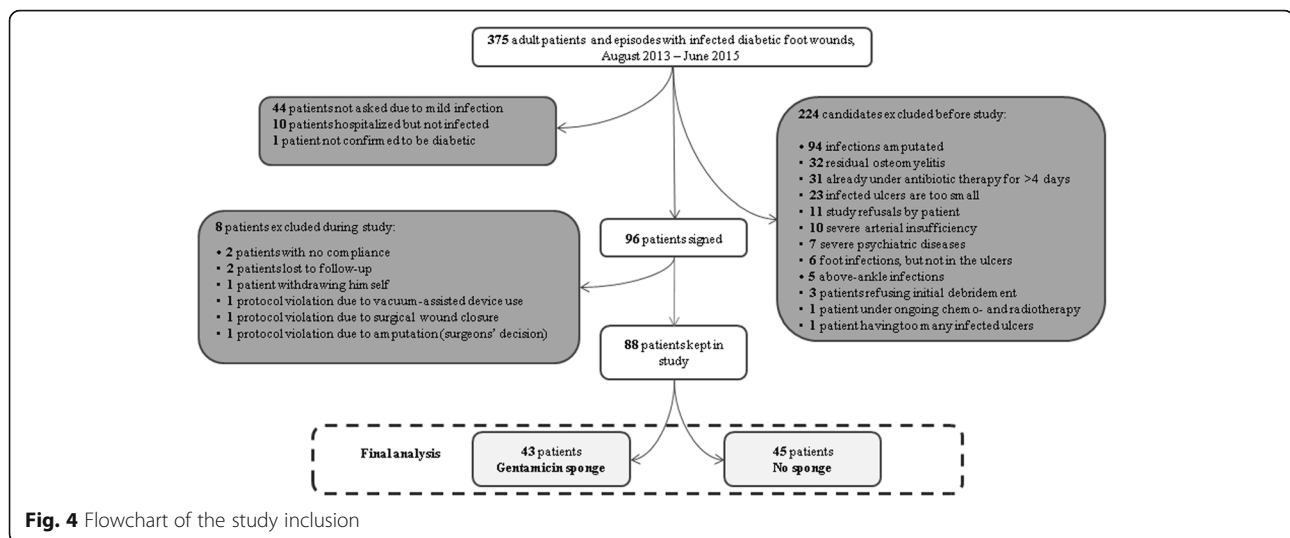 375 adult patients and episodes with infected diabetic foot wounds,
August 2013 – June 2015
44 patients not asked due to mild infection
10 patients hospitalized but not infected
1 patient not confirmed to be diabetic
224 candidates excluded before study:
• 94 infections amputated
▪ 32 residual osteomyelitis
▪ 31 already under antibiotic therapy for >4 days
▪ 23 infected ulcers are too small
▪ 11 study refusals by patient
▪ 10 severe arterial insufficiency
▪ 7 severe psychiatric diseases
▪ 6 foot infections, but not in the ulcers
• 5 above-ankle infections
▪ 3 patients refusing initial debridement
▪ 1 patient under ongoing chemo- and radiotherapy
▪ 1 patient having too many infected ulcers
96 patients signed
8 patients excluded during study:
• 2 patients with no compliance
▪ 2 patients lost to follow-up
▪ 1 patient withdrawing him self
▪ 1 protocol violation due to vacuum-assisted device use
▪ 1 protocol violation due to surgical wound closure
▪ 1 protocol violation due to amputation (surgeons' decision)
88 patients kept in
study
Final analysis
43 patients
Gentamicin sponge
45 patients
No sponge
Fig. 4 Flowchart of the study inclusion